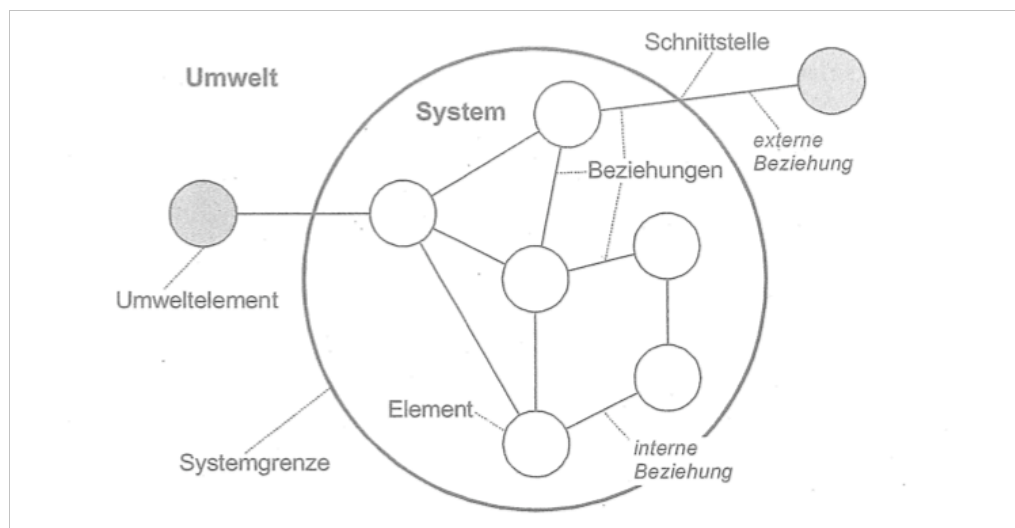 Schnittstelle
Umwelt
System
externe
Beziehung
Beziehungen
Umweltelement
Element
interne
Beziehung
Systemgrenze